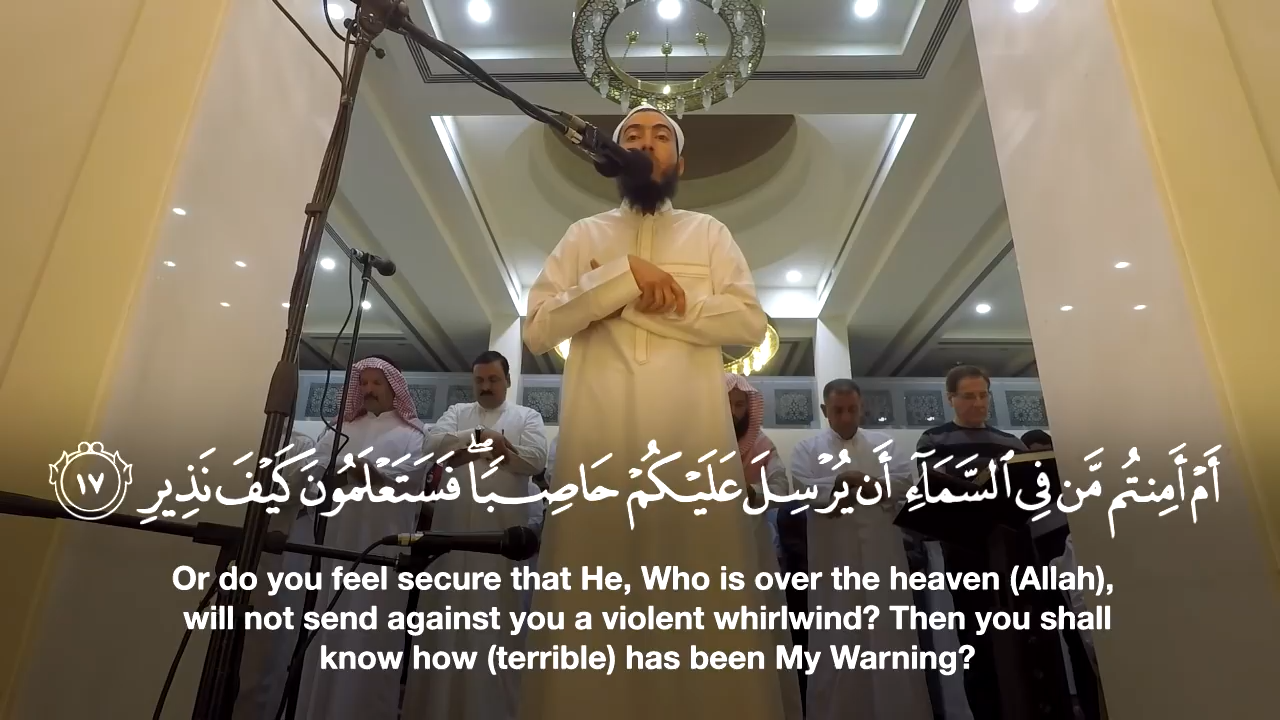 أَمْ أَمِنتُم مَّن فِى ٱلسَّمَآءِ أَن يُرْسِلَ عَلَيْكُمْ حَاصِبًا ۖ فَسَتَعْلَمُونَ كَيْفَ نَذِيرِ ١٧
Or do you feel secure that He, Who is over the heaven (Allah),
will not send against you a violent whirlwind? Then you shall
know how (terrible) has been My Warning?